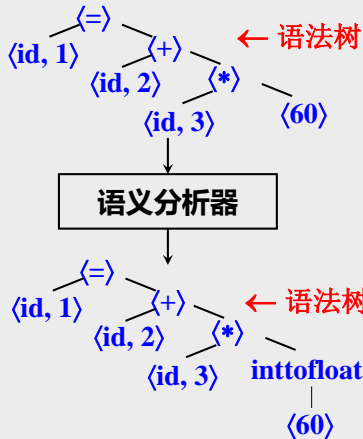 ⟨=⟩
⟨id, 1⟩ ⟨+⟩ ← 语法树
⟨id, 2⟩ ⟨*⟩
⟨id, 3⟩ ⟨60⟩
语义分析器
⟨=⟩
⟨id, 1⟩ ⟨+⟩ ← 语法树
⟨id, 2⟩ ⟨*⟩
⟨id, 3⟩ inttofloat
⟨60⟩